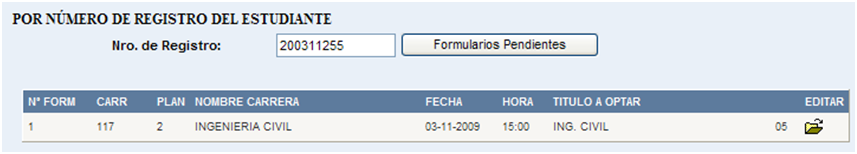 POR NÚMERO DE REGISTRO DEL ESTUDIANTE
Nro. de Registro: 200311255 Formularios Pendientes
N° FORM CARR PLAN NOMBRE CARRERA FECHA HORA TITULO A OPTAR EDITAR
1 117 2 INGENIERIA CIVIL 03-11-2009 15:00 ING. CIVIL 05